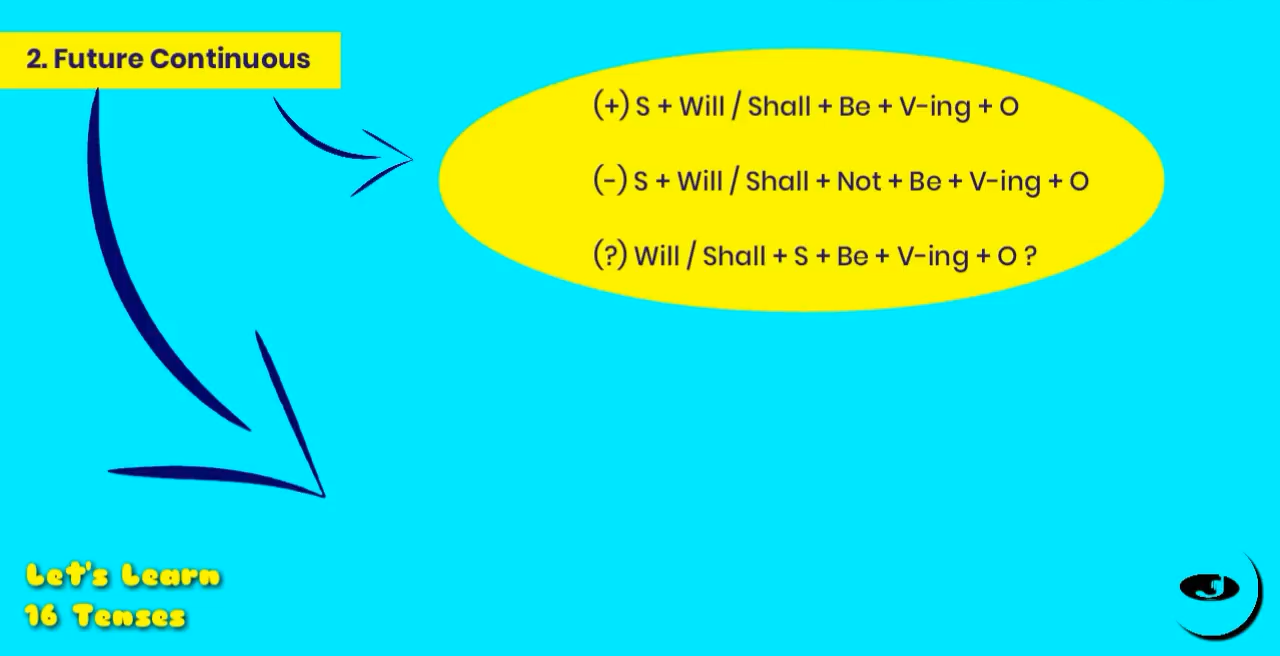 2. Future Continuous
(+) S + Will / Shall + Be + V-ing + O
(-) S + Will / Shall + Not + Be + V-ing + O
(?) Will / Shall + S + Be + V-ing + O ?
Let's Learn
16 Tenses
J